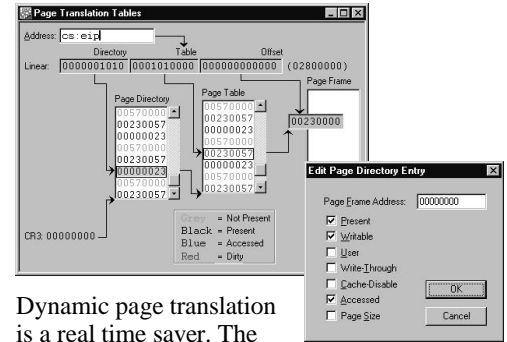 Page Translation Tables
Address: cs:eip
Directory Table Offset
Linear: 0000001010 0001010000 000000000000 (02800000)
Page Frame
Page Directory
00570000
00230057
00000023
00570000
00230057
00000023
00570000
00230057
Page Table
00570000
00230057
00000023
00570000
00230057
00000023
00570000
00230057
00230000
CR3: 00000000
Grey = Not Present
Black = Present
Blue = Accessed
Red = Dirty
Edit Page Directory Entry
Page Frame Address: 00000000
Present
Writable
User
Write-Through
Cache-Disable
Accessed
Page Size
OK
Cancel
Dynamic page translation
is a real time saver. The